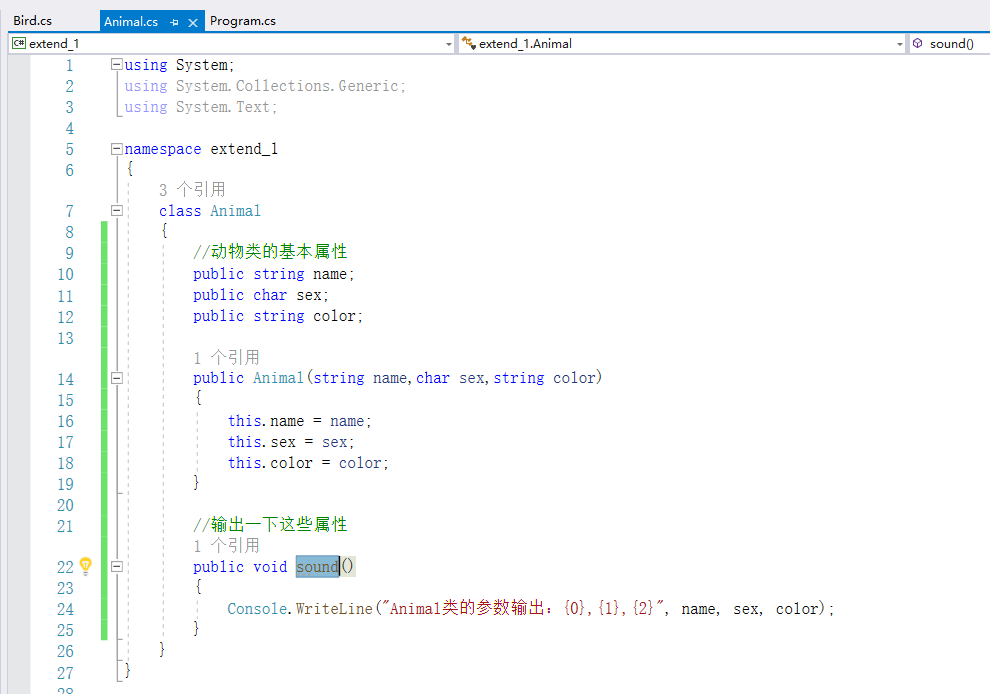 Bird.cs Animal.cs Program.cs
C# extend_1 extend_1.Animal sound()
1 using System;
2 using System.Collections.Generic;
3 using System.Text;
4
5 namespace extend_1
6 {
3 个引用
7 class Animal
8 {
9 //动物类的基本属性
10 public string name;
11 public char sex;
12 public string color;
13
1 个引用
14 public Animal(string name,char sex,string color)
15 {
16 this.name = name;
17 this.sex = sex;
18 this.color = color;
19 }
20
21 //输出一下这些属性
1 个引用
22 public void sound()
23 {
24 Console.WriteLine("Animal类的参数输出：{0},{1},{2}", name, sex, color);
25 }
26 }
27 }
28